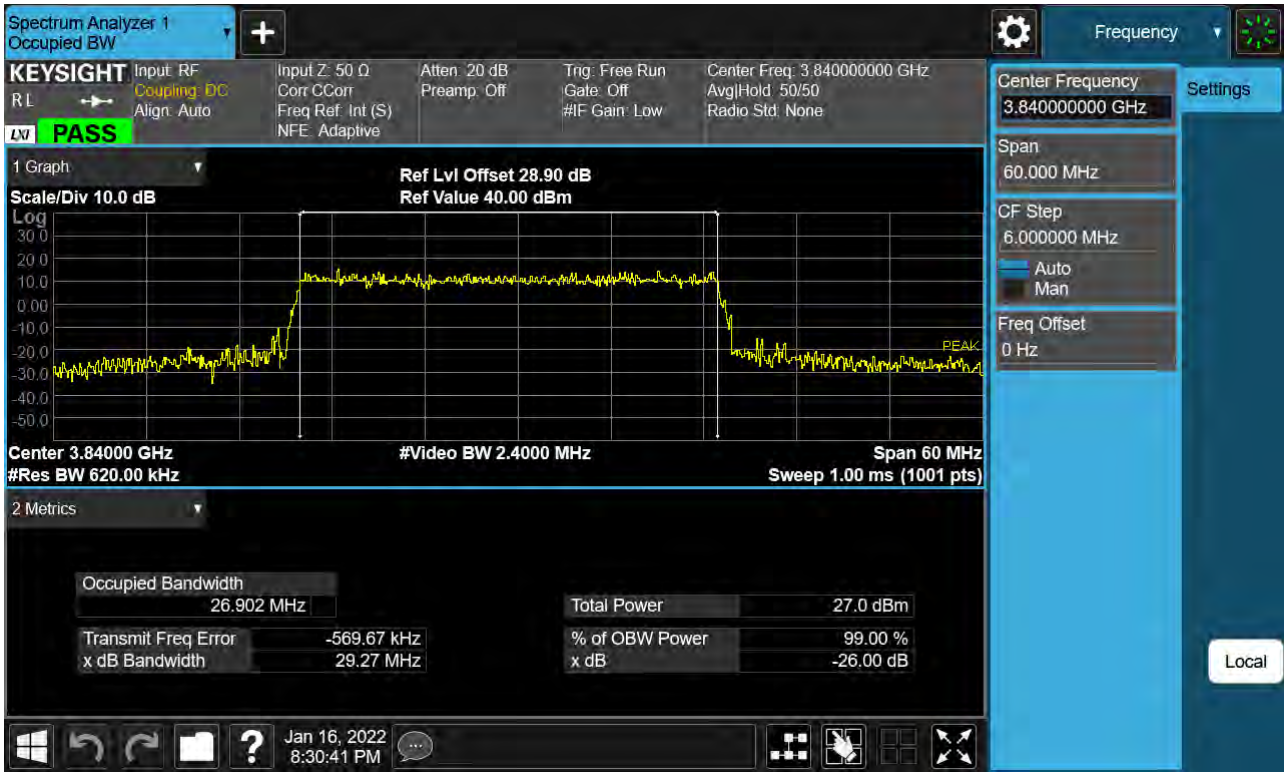 Spectrum Analyzer 1
Occupied BW
+
Frequency
KEYSIGHT
RL
LXI
PASS
Input: RF
Coupling: DC
Align: Auto
Input Z: 50 Ω
Corr CCorr
Freq Ref: Int (S)
NFE: Adaptive
Atten: 20 dB
Preamp: Off
Trig: Free Run
Gate: Off
#IF Gain: Low
Center Freq: 3.840000000 GHz
Avg|Hold: 50/50
Radio Std: None
Center Frequency
3.840000000 GHz
Settings
Span
60.000 MHz
CF Step
6.000000 MHz
Auto
Man
Freq Offset
0 Hz
Local
1 Graph
Scale/Div 10.0 dB
Ref Lvl Offset 28.90 dB
Ref Value 40.00 dBm
Log
30.0
20.0
10.0
0.00
-10.0
-20.0
-30.0
-40.0
-50.0
PEAK
Center 3.84000 GHz
#Video BW 2.4000 MHz
Span 60 MHz
#Res BW 620.00 kHz
Sweep 1.00 ms (1001 pts)
2 Metrics
Occupied Bandwidth
26.902 MHz
Total Power 27.0 dBm
Transmit Freq Error -569.67 kHz
% of OBW Power 99.00 %
x dB Bandwidth 29.27 MHz
x dB -26.00 dB
?
Jan 16, 2022
8:30:41 PM